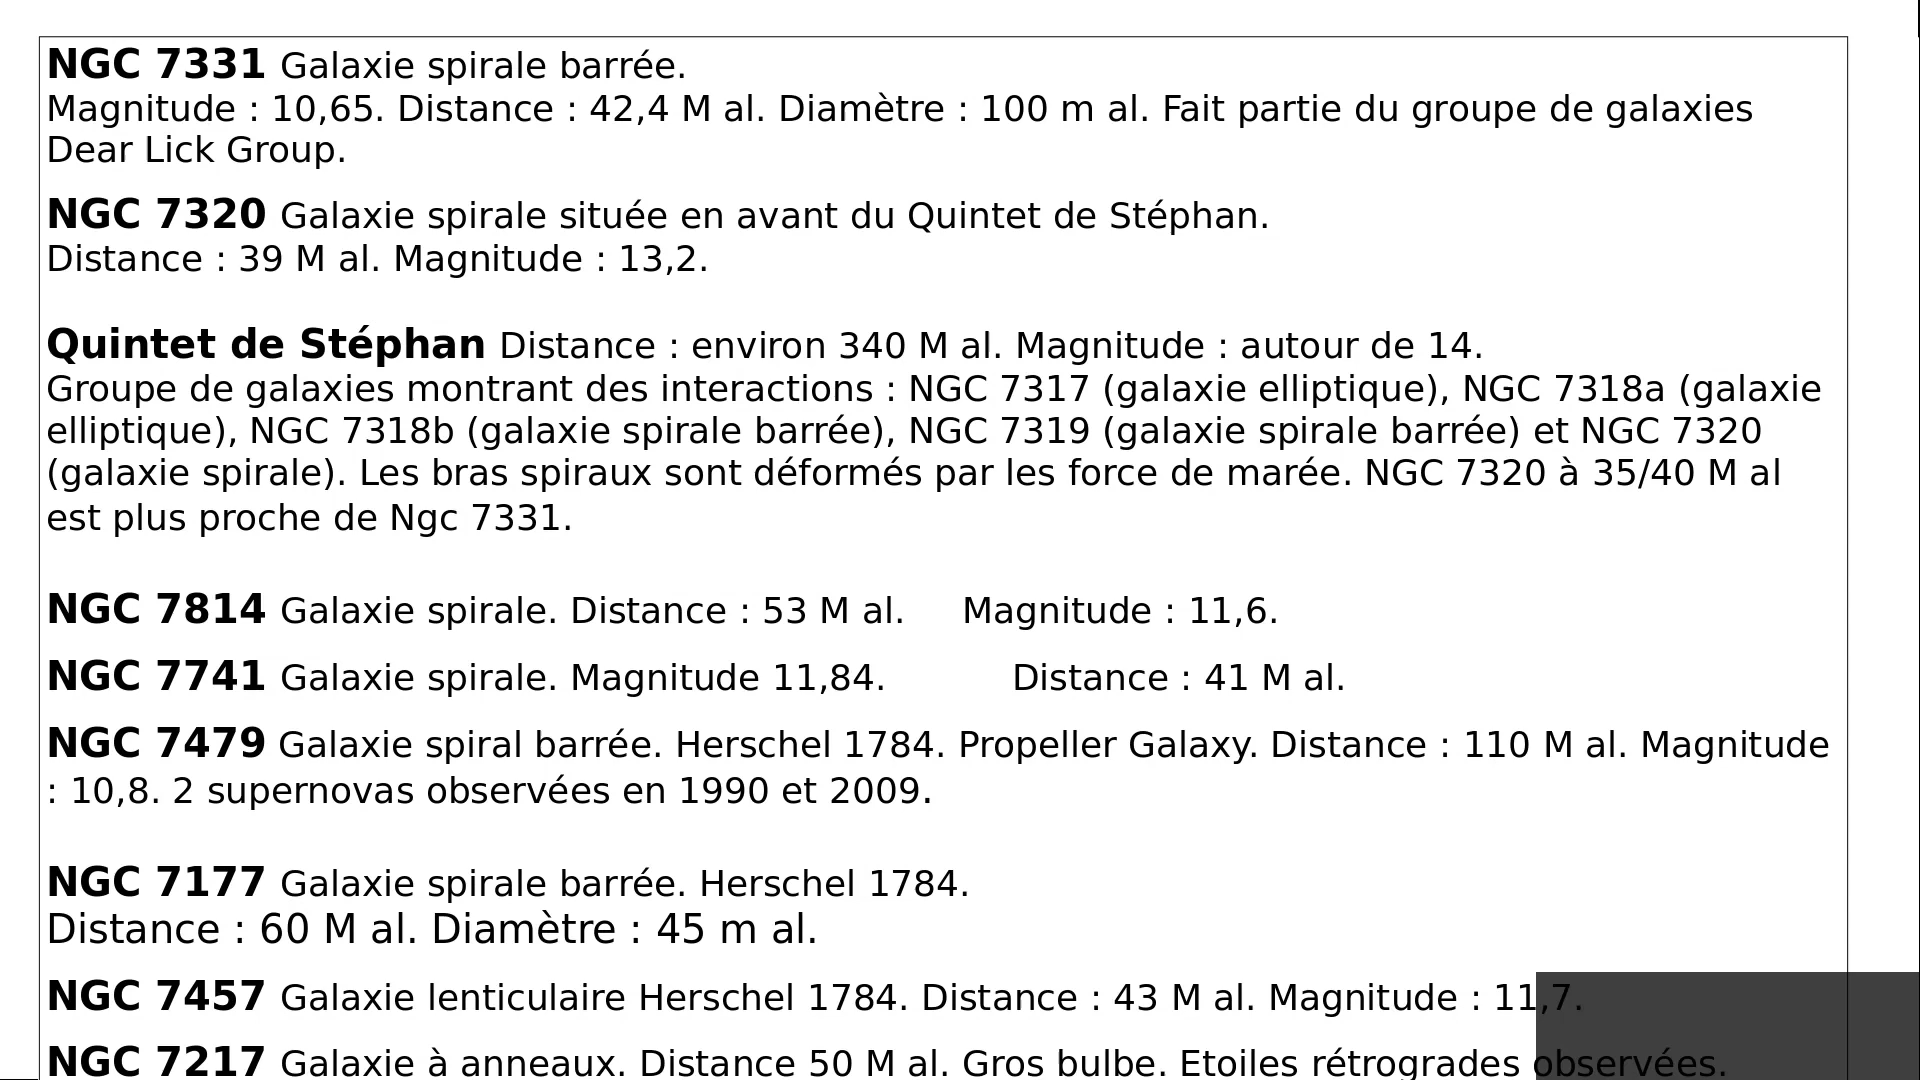 NGC 7331 Galaxie spirale barrée.
Magnitude : 10,65. Distance : 42,4 M al. Diamètre : 100 m al. Fait partie du groupe de galaxies
Dear Lick Group.
NGC 7320 Galaxie spirale située en avant du Quintet de Stéphan.
Distance : 39 M al. Magnitude : 13,2.
Quintet de Stéphan Distance : environ 340 M al. Magnitude : autour de 14.
Groupe de galaxies montrant des interactions : NGC 7317 (galaxie elliptique), NGC 7318a (galaxie
elliptique), NGC 7318b (galaxie spirale barrée), NGC 7319 (galaxie spirale barrée) et NGC 7320
(galaxie spirale). Les bras spiraux sont déformés par les force de marée. NGC 7320 à 35/40 M al
est plus proche de Ngc 7331.
NGC 7814 Galaxie spirale. Distance : 53 M al. Magnitude : 11,6.
NGC 7741 Galaxie spirale. Magnitude 11,84. Distance : 41 M al.
NGC 7479 Galaxie spiral barrée. Herschel 1784. Propeller Galaxy. Distance : 110 M al. Magnitude
: 10,8. 2 supernovas observées en 1990 et 2009.
NGC 7177 Galaxie spirale barrée. Herschel 1784.
Distance : 60 M al. Diamètre : 45 m al.
NGC 7457 Galaxie lenticulaire Herschel 1784. Distance : 43 M al. Magnitude : 11,7.
NGC 7217 Galaxie à anneaux. Distance 50 M al. Gros bulbe. Etoiles rétrogrades observées.